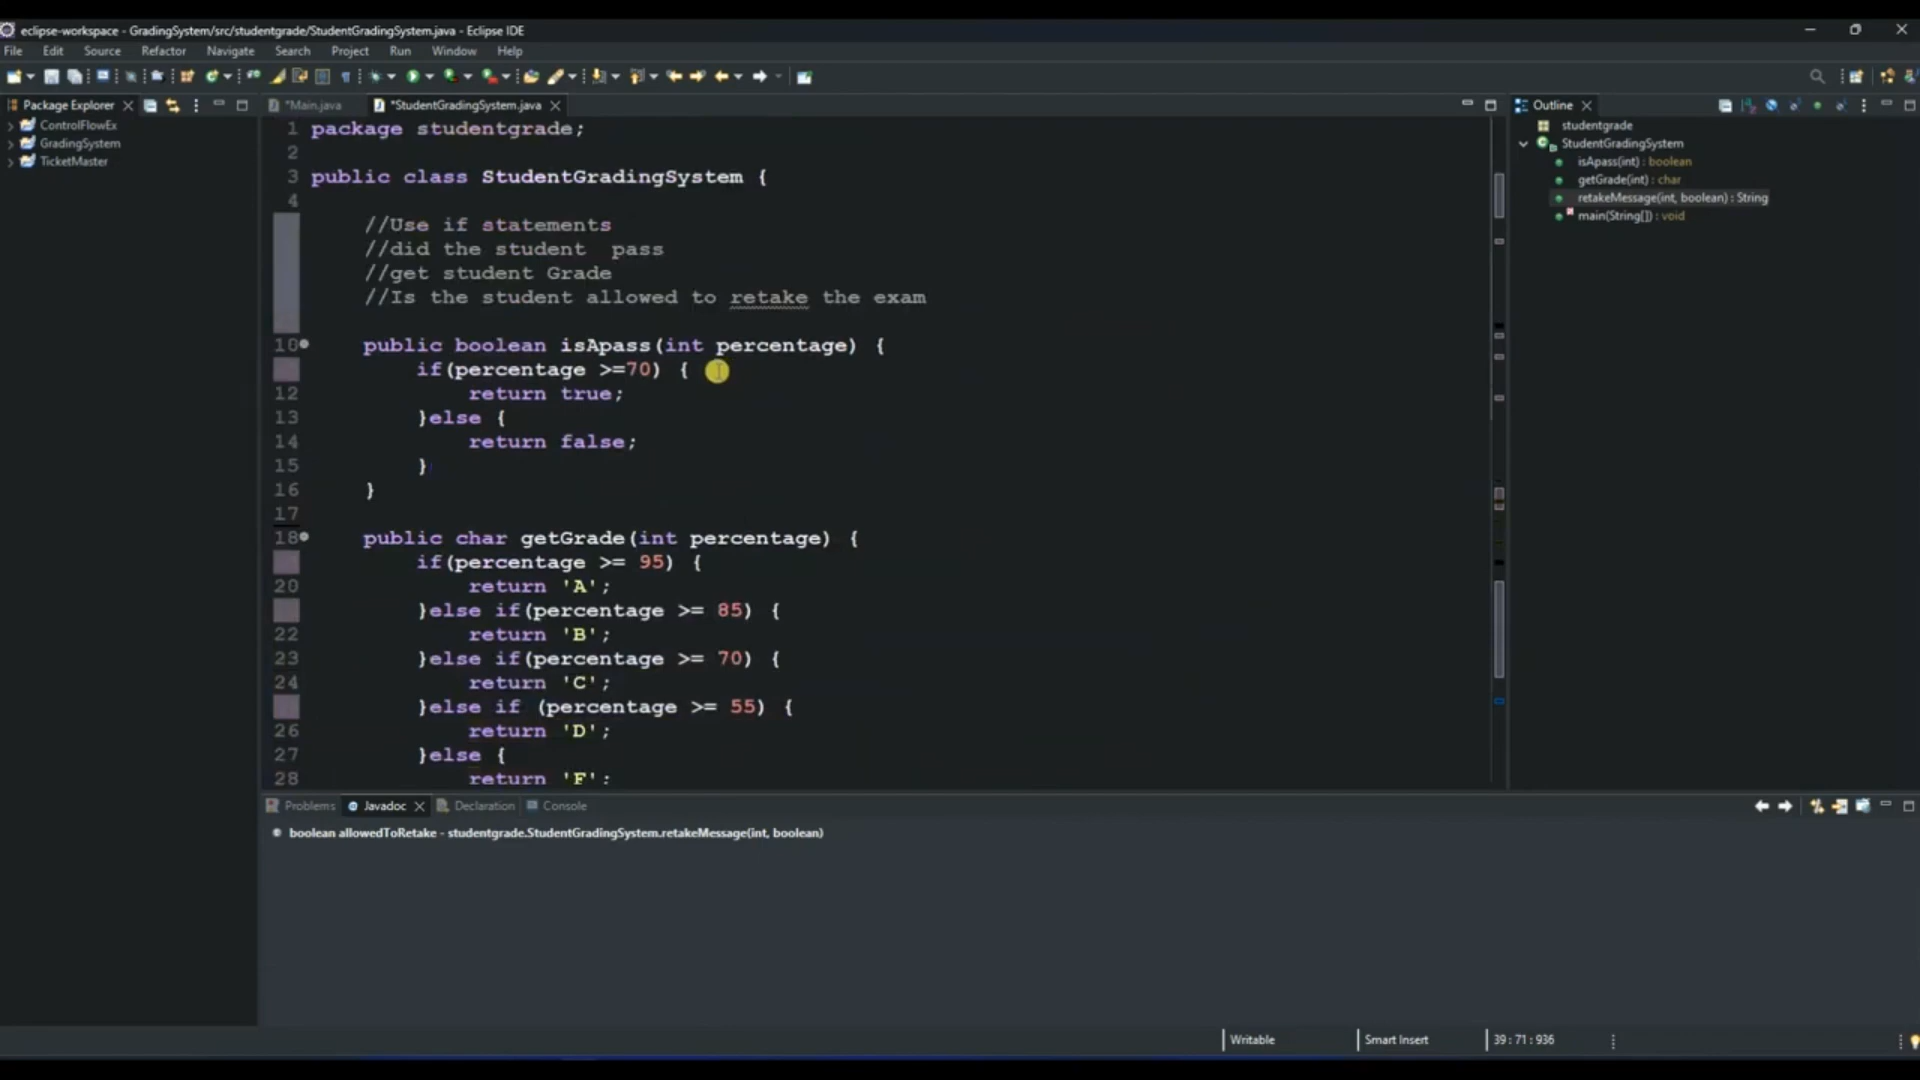 eclipse-workspace - GradingSystem/src/studentgrade/StudentGradingSystem.java - Eclipse IDE
File Edit Source Refactor Navigate Search Project Run Window Help
Package Explorer
ControlFlowEx
GradingSystem
TicketMaster
*Main.java *StudentGradingSystem.java
1 package studentgrade;
2
3 public class StudentGradingSystem {
4
//Use if statements
//did the student  pass
//get student Grade
//Is the student allowed to retake the exam
10 public boolean isApass(int percentage) {
if(percentage >=70) {
12 return true;
13 }else {
14 return false;
15 }
16 }
17
18 public char getGrade(int percentage) {
if(percentage >= 95) {
20 return 'A';
}else if(percentage >= 85) {
22 return 'B';
23 }else if(percentage >= 70) {
24 return 'C';
}else if (percentage >= 55) {
26 return 'D';
27 }else {
28 return 'F';
Outline
studentgrade
StudentGradingSystem
isApass(int) : boolean
getGrade(int) : char
retakeMessage(int, boolean) : String
main(String[]) : void
Problems Javadoc Declaration Console
boolean allowedToRetake - studentgrade.StudentGradingSystem.retakeMessage(int, boolean)
Writable Smart Insert 39 : 71 : 936